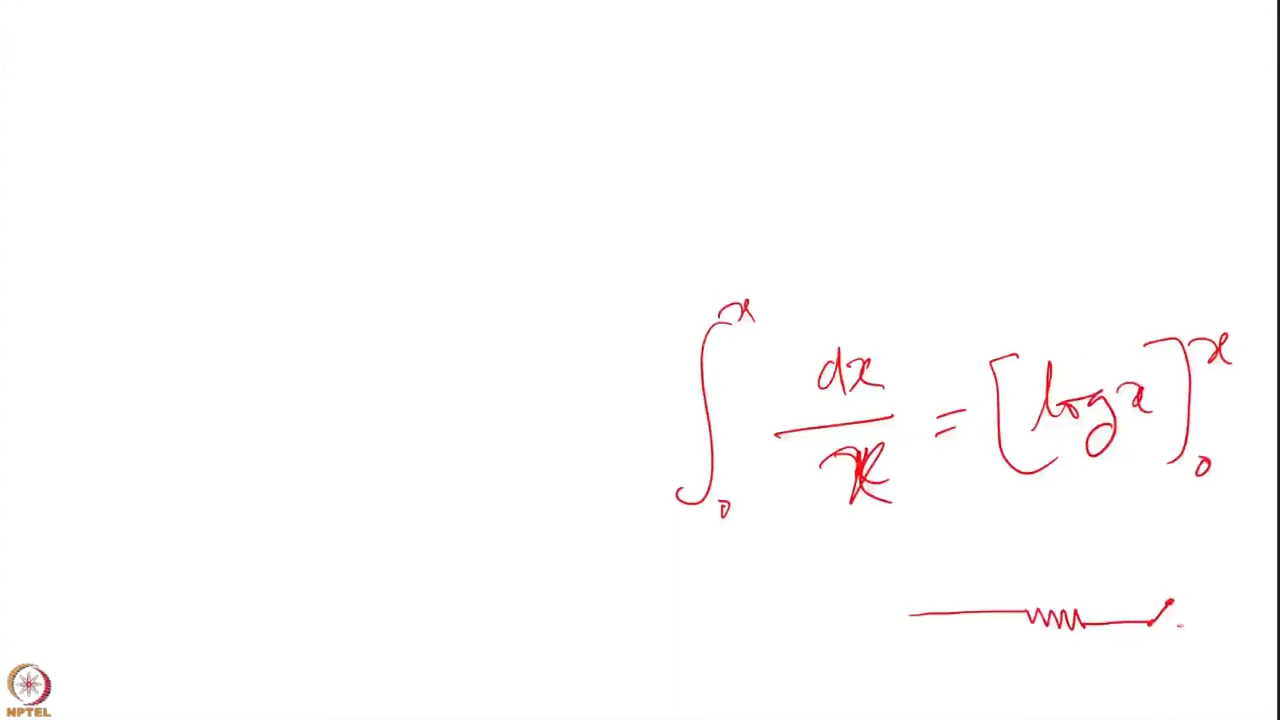 ∫₀ˣ dx/x = [log x]₀ˣ
NPTEL